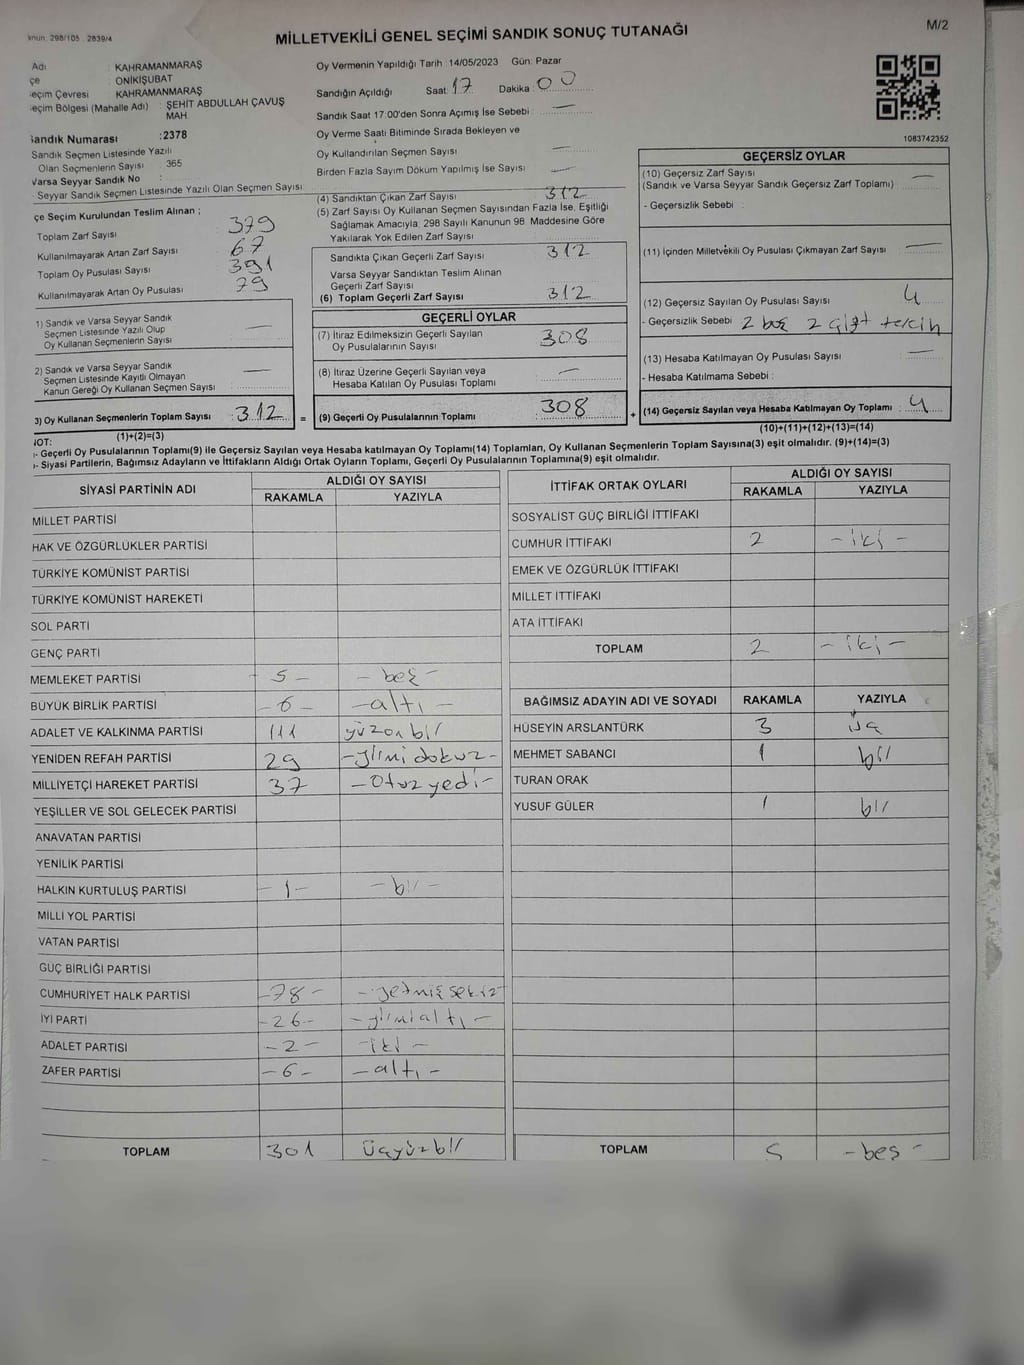 M/2
298/105 2839/4
MİLLETVEKİLİ GENEL SEÇİMİ SANDIK SONUÇ TUTANAĞI
Adı : KAHRAMANMARAŞ
çe : ONİKİŞUBAT
eçim Çevresi : KAHRAMANMARAŞ
eçim Bölgesi (Mahalle Adı) : ŞEHİT ABDULLAH ÇAVUŞ MAH.
Sandık Numarası : 2378
Sandık Seçmen Listesinde Yazılı
Olan Seçmenlerin Sayısı : 365
Varsa Seyyar Sandık No :
Seyyar Sandık Seçmen Listesinde Yazılı Olan Seçmen Sayısı
çe Seçim Kurulundan Teslim Alınan ;
Toplam Zarf Sayısı 379
Kullanılmayarak Artan Zarf Sayısı 67
Toplam Oy Pusulası Sayısı 391
Kullanılmayarak Artan Oy Pusulası 79
1) Sandık ve Varsa Seyyar Sandık
Seçmen Listesinde Yazılı Olup
Oy Kullanan Seçmenlerin Sayısı
2) Sandık ve Varsa Seyyar Sandık
Seçmen Listesinde Kayıtlı Olmayan
Kanun Gereği Oy Kullanan Seçmen Sayısı
3) Oy Kullanan Seçmenlerin Toplam Sayısı 312 =
(1)+(2)=(3)
Oy Vermenin Yapıldığı Tarih : 14/05/2023 Gün: Pazar
Sandığın Açıldığı Saat: 17 Dakika : 00
Sandık Saat 17:00'den Sonra Açımış İse Sebebi : —
Oy Verme Saati Bitiminde Sırada Bekleyen ve
Oy Kullandırılan Seçmen Sayısı : —
Birden Fazla Sayım Döküm Yapılmış İse Sayısı : —
(4) Sandıktan Çıkan Zarf Sayısı 312
(5) Zarf Sayısı Oy Kullanan Seçmen Sayısından Fazla İse, Eşitliği
Sağlamak Amacıyla; 298 Sayılı Kanunun 98. Maddesine Göre
Yakılarak Yok Edilen Zarf Sayısı
Sandıkta Çıkan Geçerli Zarf Sayısı 312
Varsa Seyyar Sandıktan Teslim Alınan
Geçerli Zarf Sayısı
(6) Toplam Geçerli Zarf Sayısı 312
GEÇERLİ OYLAR
(7) İtiraz Edilmeksizin Geçerli Sayılan
Oy Pusulalarının Sayısı 308
(8) İtiraz Üzerine Geçerli Sayılan veya
Hesaba Katılan Oy Pusulası Toplamı —
(9) Geçerli Oy Pusulalarının Toplamı 308 +
1083742352
GEÇERSİZ OYLAR
(10) Geçersiz Zarf Sayısı
(Sandık ve Varsa Seyyar Sandık Geçersiz Zarf Toplamı) —
- Geçersizlik Sebebi :
(11) İçinden Milletvekili Oy Pusulası Çıkmayan Zarf Sayısı —
(12) Geçersiz Sayılan Oy Pusulası Sayısı 4
- Geçersizlik Sebebi 2 boş 2 çift tercih
(13) Hesaba Katılmayan Oy Pusulası Sayısı —
- Hesaba Katılmama Sebebi :
(14) Geçersiz Sayılan veya Hesaba Katılmayan Oy Toplamı : 4
(10)+(11)+(12)+(13)=(14)
NOT:
- Geçerli Oy Pusulalarının Toplamı(9) ile Geçersiz Sayılan veya Hesaba katılmayan Oy Toplamı(14) Toplamları, Oy Kullanan Seçmenlerin Toplam Sayısına(3) eşit olmalıdır. (9)+(14)=(3)
- Siyasi Partilerin, Bağımsız Adayların ve İttifakların Aldığı Ortak Oyların Toplamı, Geçerli Oy Pusulalarının Toplamına(9) eşit olmalıdır.
SİYASİ PARTİNİN ADI ALDIĞI OY SAYISI
RAKAMLA YAZIYLA
MİLLET PARTİSİ
HAK VE ÖZGÜRLÜKLER PARTİSİ
TÜRKİYE KOMÜNİST PARTİSİ
TÜRKİYE KOMÜNİST HAREKETİ
SOL PARTİ
GENÇ PARTİ
MEMLEKET PARTİSİ - 5 - - beş -
BÜYÜK BİRLİK PARTİSİ - 6 - - altı -
ADALET VE KALKINMA PARTİSİ 111 yüzonbir
YENİDEN REFAH PARTİSİ 29 - yirmidokuz -
MİLLİYETÇİ HAREKET PARTİSİ 37 - Otuzyedi -
YEŞİLLER VE SOL GELECEK PARTİSİ
ANAVATAN PARTİSİ
YENİLİK PARTİSİ
HALKIN KURTULUŞ PARTİSİ - 1 - - bir -
MİLLİ YOL PARTİSİ
VATAN PARTİSİ
GÜÇ BİRLİĞİ PARTİSİ
CUMHURİYET HALK PARTİSİ - 78 - - yetmişsekiz
İYİ PARTİ - 26 - - yirmialtı -
ADALET PARTİSİ - 2 - - iki -
ZAFER PARTİSİ - 6 - - altı -
TOPLAM 301 üçyüzbir
İTTİFAK ORTAK OYLARI ALDIĞI OY SAYISI
RAKAMLA YAZIYLA
SOSYALİST GÜÇ BİRLİĞİ İTTİFAKI
CUMHUR İTTİFAKI 2 - iki -
EMEK VE ÖZGÜRLÜK İTTİFAKI
MİLLET İTTİFAKI
ATA İTTİFAKI
TOPLAM 2 - iki -
BAĞIMSIZ ADAYIN ADI VE SOYADI RAKAMLA YAZIYLA
HÜSEYİN ARSLANTÜRK 3 üç
MEHMET SABANCI 1 bir
TURAN ORAK
YUSUF GÜLER 1 bir
TOPLAM 5 - beş -